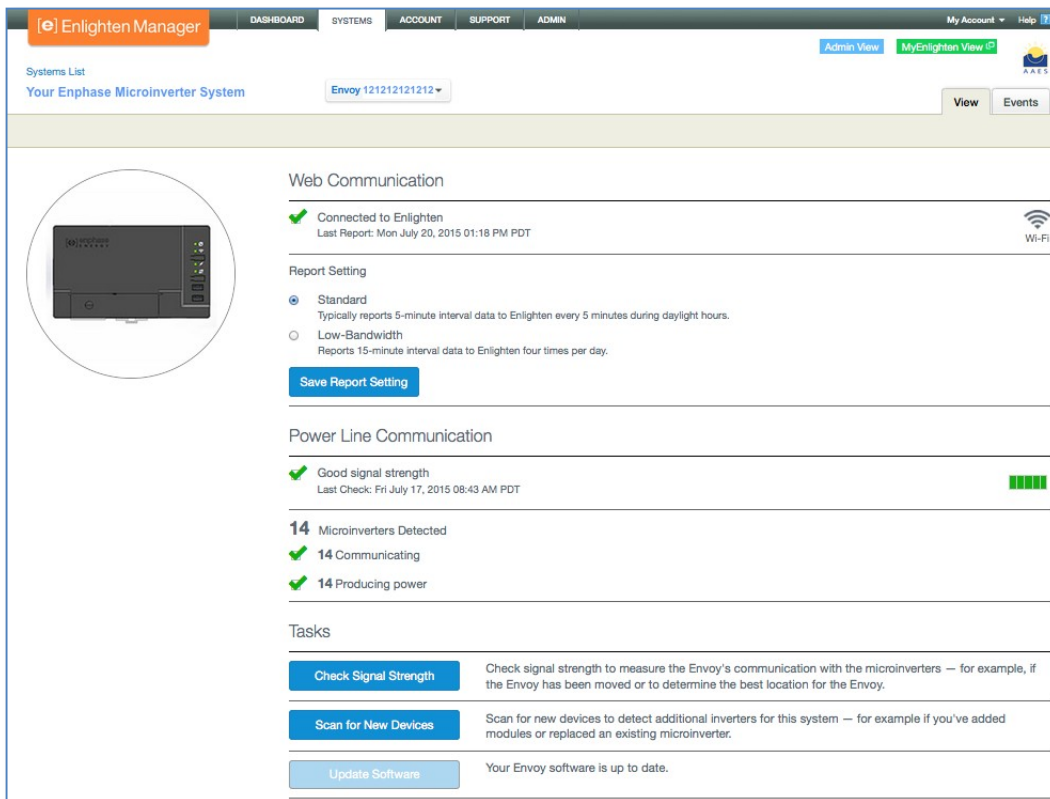 [e] Enlighten Manager
DASHBOARD SYSTEMS ACCOUNT SUPPORT ADMIN
My Account Help ?
Admin View MyEnlighten View
AAES
Systems List
Your Enphase Microinverter System
Envoy 121212121212
View Events
[e] enphase
ENERGY
Web Communication
Connected to Enlighten
Last Report: Mon July 20, 2015 01:18 PM PDT
Wi-Fi
Report Setting
Standard
Typically reports 5-minute interval data to Enlighten every 5 minutes during daylight hours.
Low-Bandwidth
Reports 15-minute interval data to Enlighten four times per day.
Save Report Setting
Power Line Communication
Good signal strength
Last Check: Fri July 17, 2015 08:43 AM PDT
14 Microinverters Detected
14 Communicating
14 Producing power
Tasks
Check Signal Strength
Check signal strength to measure the Envoy's communication with the microinverters — for example, if
the Envoy has been moved or to determine the best location for the Envoy.
Scan for New Devices
Scan for new devices to detect additional inverters for this system — for example if you've added
modules or replaced an existing microinverter.
Update Software
Your Envoy software is up to date.